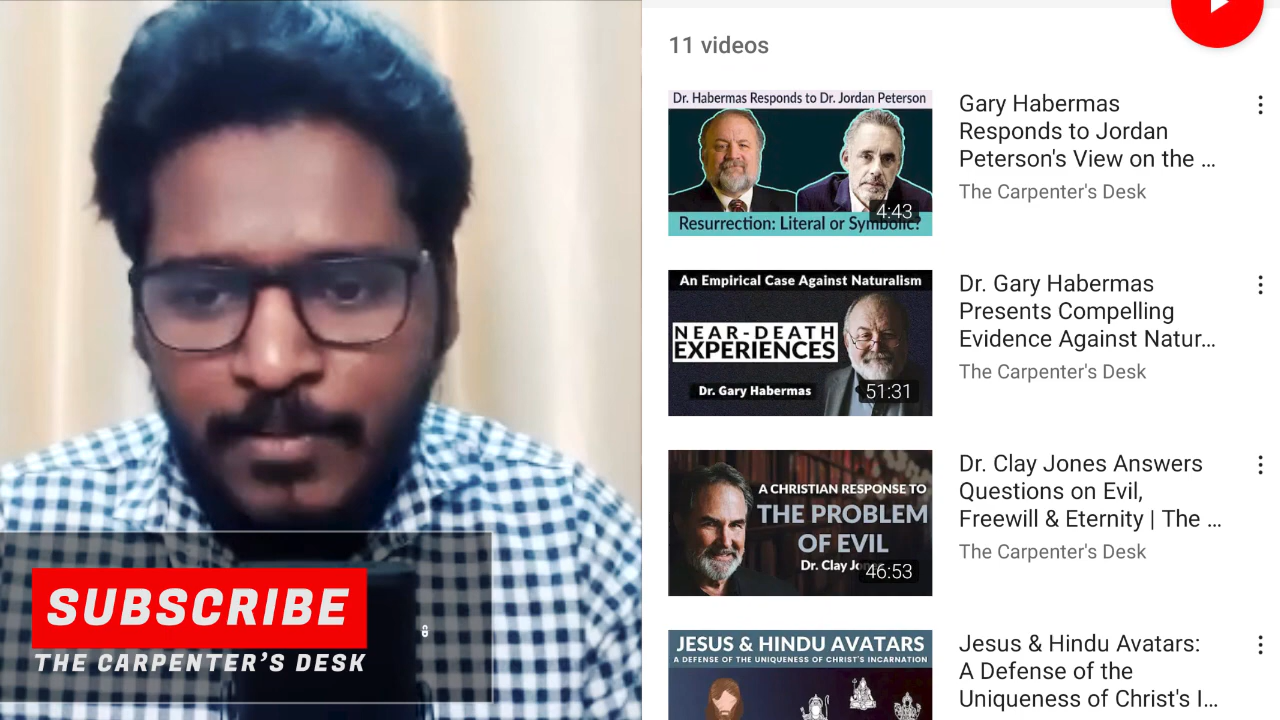 SUBSCRIBE
THE CARPENTER'S DESK
11 videos
Dr. Habermas Responds to Dr. Jordan Peterson
4:43
Resurrection: Literal or Symbolic?
Gary Habermas
Responds to Jordan
Peterson's View on the ...
The Carpenter's Desk
An Empirical Case Against Naturalism
NEAR-DEATH
EXPERIENCES
Dr. Gary Habermas
51:31
Dr. Gary Habermas
Presents Compelling
Evidence Against Natur...
The Carpenter's Desk
A CHRISTIAN RESPONSE TO
THE PROBLEM
OF EVIL
Dr. Clay Jones
46:53
Dr. Clay Jones Answers
Questions on Evil,
Freewill & Eternity | The ...
The Carpenter's Desk
JESUS & HINDU AVATARS
A DEFENSE OF THE UNIQUENESS OF CHRIST'S INCARNATION
Jesus & Hindu Avatars:
A Defense of the
Uniqueness of Christ's I...